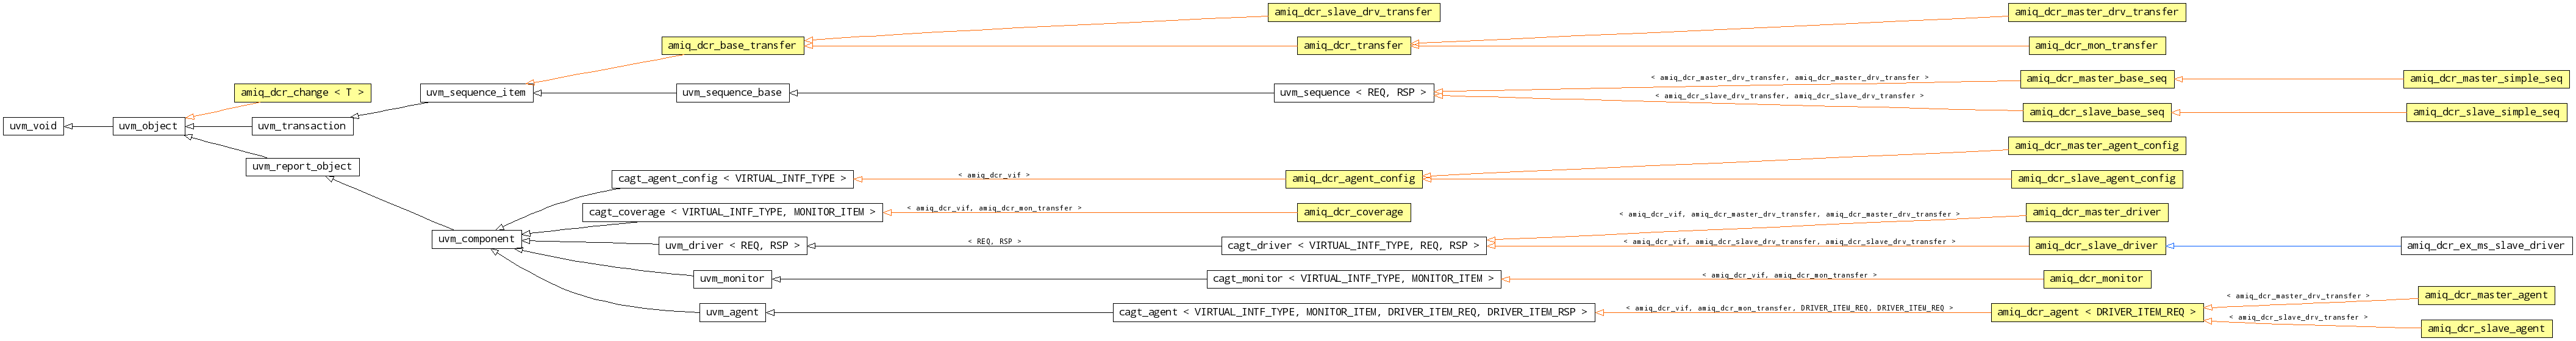 amiq_dcr_slave_drv_transfer
amiq_dcr_master_drv_transfer
amiq_dcr_base_transfer
amiq_dcr_transfer
amiq_dcr_mon_transfer
< amiq_dcr_master_drv_transfer, amiq_dcr_master_drv_transfer >
amiq_dcr_master_base_seq
amiq_dcr_master_simple_seq
amiq_dcr_change < T >
uvm_sequence_item
uvm_sequence_base
uvm_sequence < REQ, RSP >
< amiq_dcr_slave_drv_transfer, amiq_dcr_slave_drv_transfer >
amiq_dcr_slave_base_seq
amiq_dcr_slave_simple_seq
uvm_void
uvm_object
uvm_transaction
amiq_dcr_master_agent_config
uvm_report_object
cagt_agent_config < VIRTUAL_INTF_TYPE >
< amiq_dcr_vif >
amiq_dcr_agent_config
amiq_dcr_slave_agent_config
cagt_coverage < VIRTUAL_INTF_TYPE, MONITOR_ITEM >
< amiq_dcr_vif, amiq_dcr_mon_transfer >
amiq_dcr_coverage
< amiq_dcr_vif, amiq_dcr_master_drv_transfer, amiq_dcr_master_drv_transfer >
amiq_dcr_master_driver
uvm_component
uvm_driver < REQ, RSP >
< REQ, RSP >
cagt_driver < VIRTUAL_INTF_TYPE, REQ, RSP >
< amiq_dcr_vif, amiq_dcr_slave_drv_transfer, amiq_dcr_slave_drv_transfer >
amiq_dcr_slave_driver
amiq_dcr_ex_ms_slave_driver
uvm_monitor
cagt_monitor < VIRTUAL_INTF_TYPE, MONITOR_ITEM >
< amiq_dcr_vif, amiq_dcr_mon_transfer >
amiq_dcr_monitor
uvm_agent
cagt_agent < VIRTUAL_INTF_TYPE, MONITOR_ITEM, DRIVER_ITEM_REQ, DRIVER_ITEM_RSP >
< amiq_dcr_vif, amiq_dcr_mon_transfer, DRIVER_ITEM_REQ, DRIVER_ITEM_REQ >
amiq_dcr_agent < DRIVER_ITEM_REQ >
< amiq_dcr_master_drv_transfer >
amiq_dcr_master_agent
< amiq_dcr_slave_drv_transfer >
amiq_dcr_slave_agent